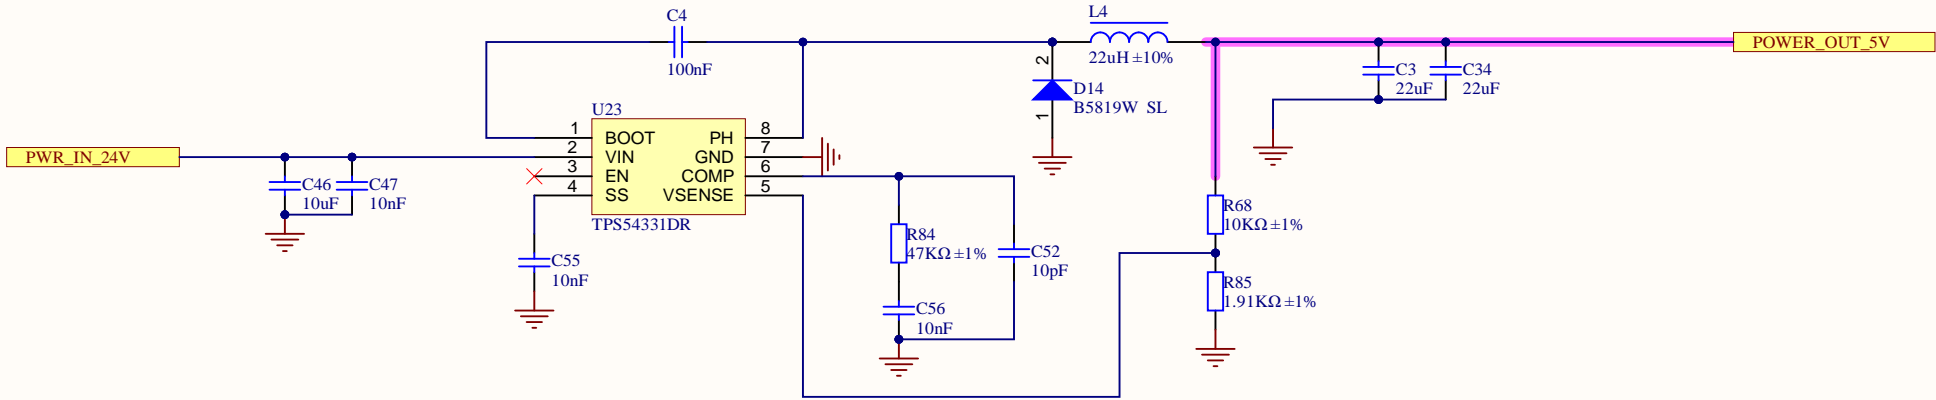 C4
100nF
L4
22uH ±10%
POWER_OUT_5V
2
D14
B5819W SL
1
C3
22uF
C34
22uF
U23
1
BOOT
PH
8
2
VIN
GND
7
3
EN
COMP
6
4
SS
VSENSE
5
TPS54331DR
PWR_IN_24V
C46
10uF
C47
10nF
C55
10nF
R84
47KΩ ±1%
C52
10pF
C56
10nF
R68
10KΩ ±1%
R85
1.91KΩ ±1%